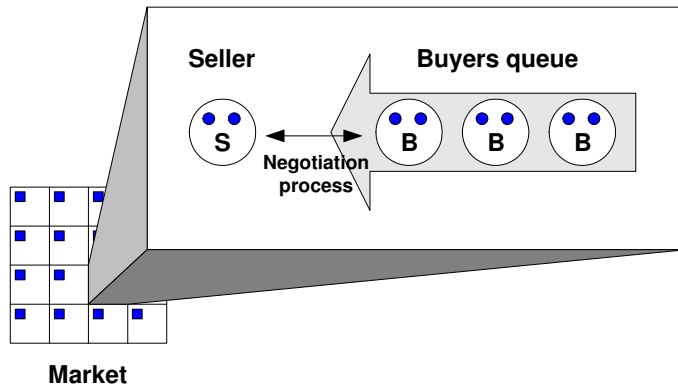 Seller
Buyers queue
S
B
B
B
Negotiation
process
Market